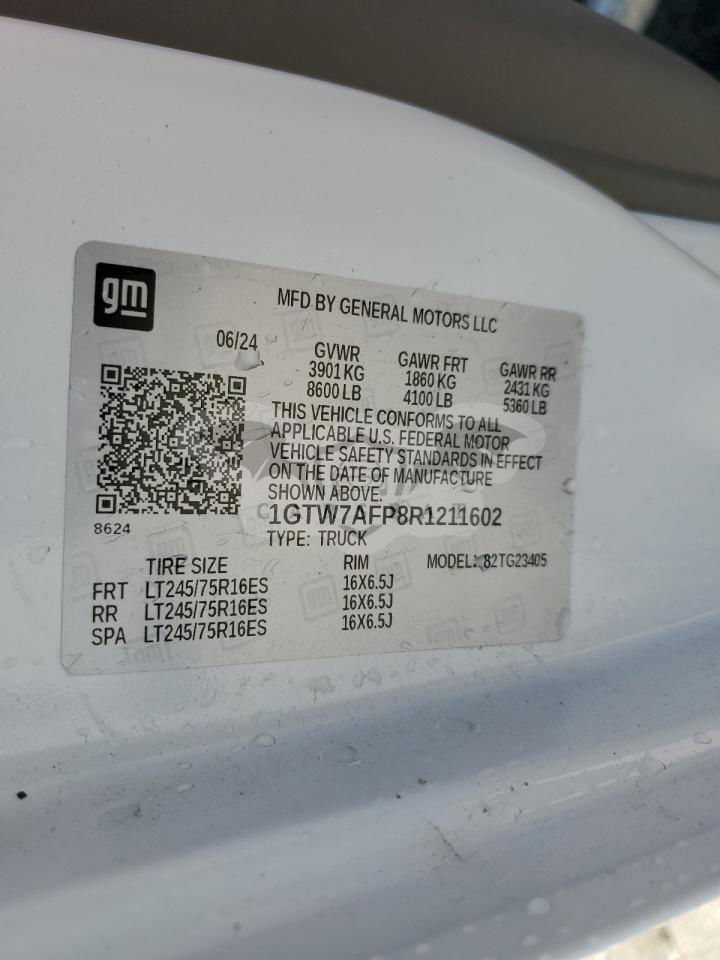 gm
MFD BY GENERAL MOTORS LLC
06/24
GVWR
3901 KG
8600 LB
GAWR FRT
1860 KG
4100 LB
GAWR RR
2431 KG
5360 LB
THIS VEHICLE CONFORMS TO ALL
APPLICABLE U.S. FEDERAL MOTOR
VEHICLE SAFETY STANDARDS IN EFFECT
ON THE DATE OF MANUFACTURE
SHOWN ABOVE.
8624
1GTW7AFP8R1211602
TYPE: TRUCK
MODEL: 82TG23405
TIRE SIZE RIM
FRT LT245/75R16ES 16X6.5J
RR LT245/75R16ES 16X6.5J
SPA LT245/75R16ES 16X6.5J